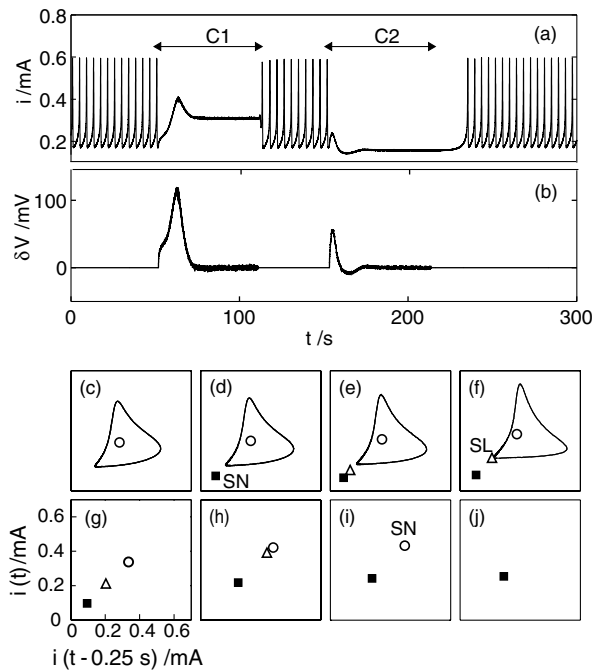 C1 C2 (a)
0.8
0.6
0.4
0.2
i /mA
(b)
100
0
δV /mV
0 100 200 300
t /s
(c) (d) (e) (f)
SN SL
(g) (h) (i) (j)
SN
0.6
0.4
0.2
0
0 0.2 0.4 0.6
i (t) /mA
i (t - 0.25 s) /mA